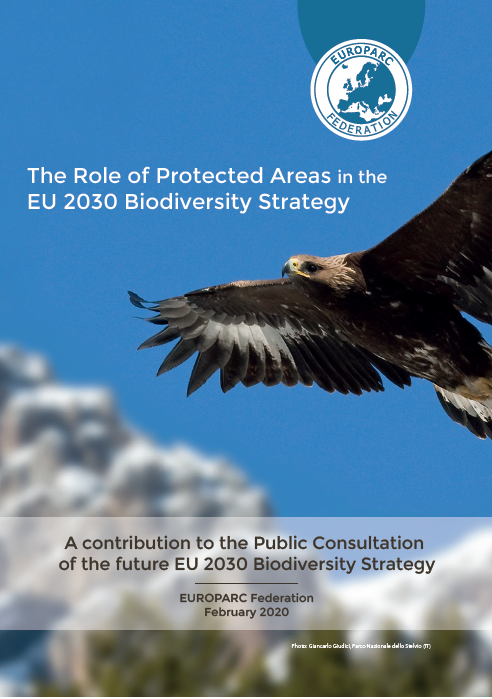 EUROPARC
FEDERATION
The Role of Protected Areas in the
EU 2030 Biodiversity Strategy
A contribution to the Public Consultation
of the future EU 2030 Biodiversity Strategy
EUROPARC Federation
February 2020
Photo: Giancarlo Giudici, Parco Nazionale dello Stelvio (IT)